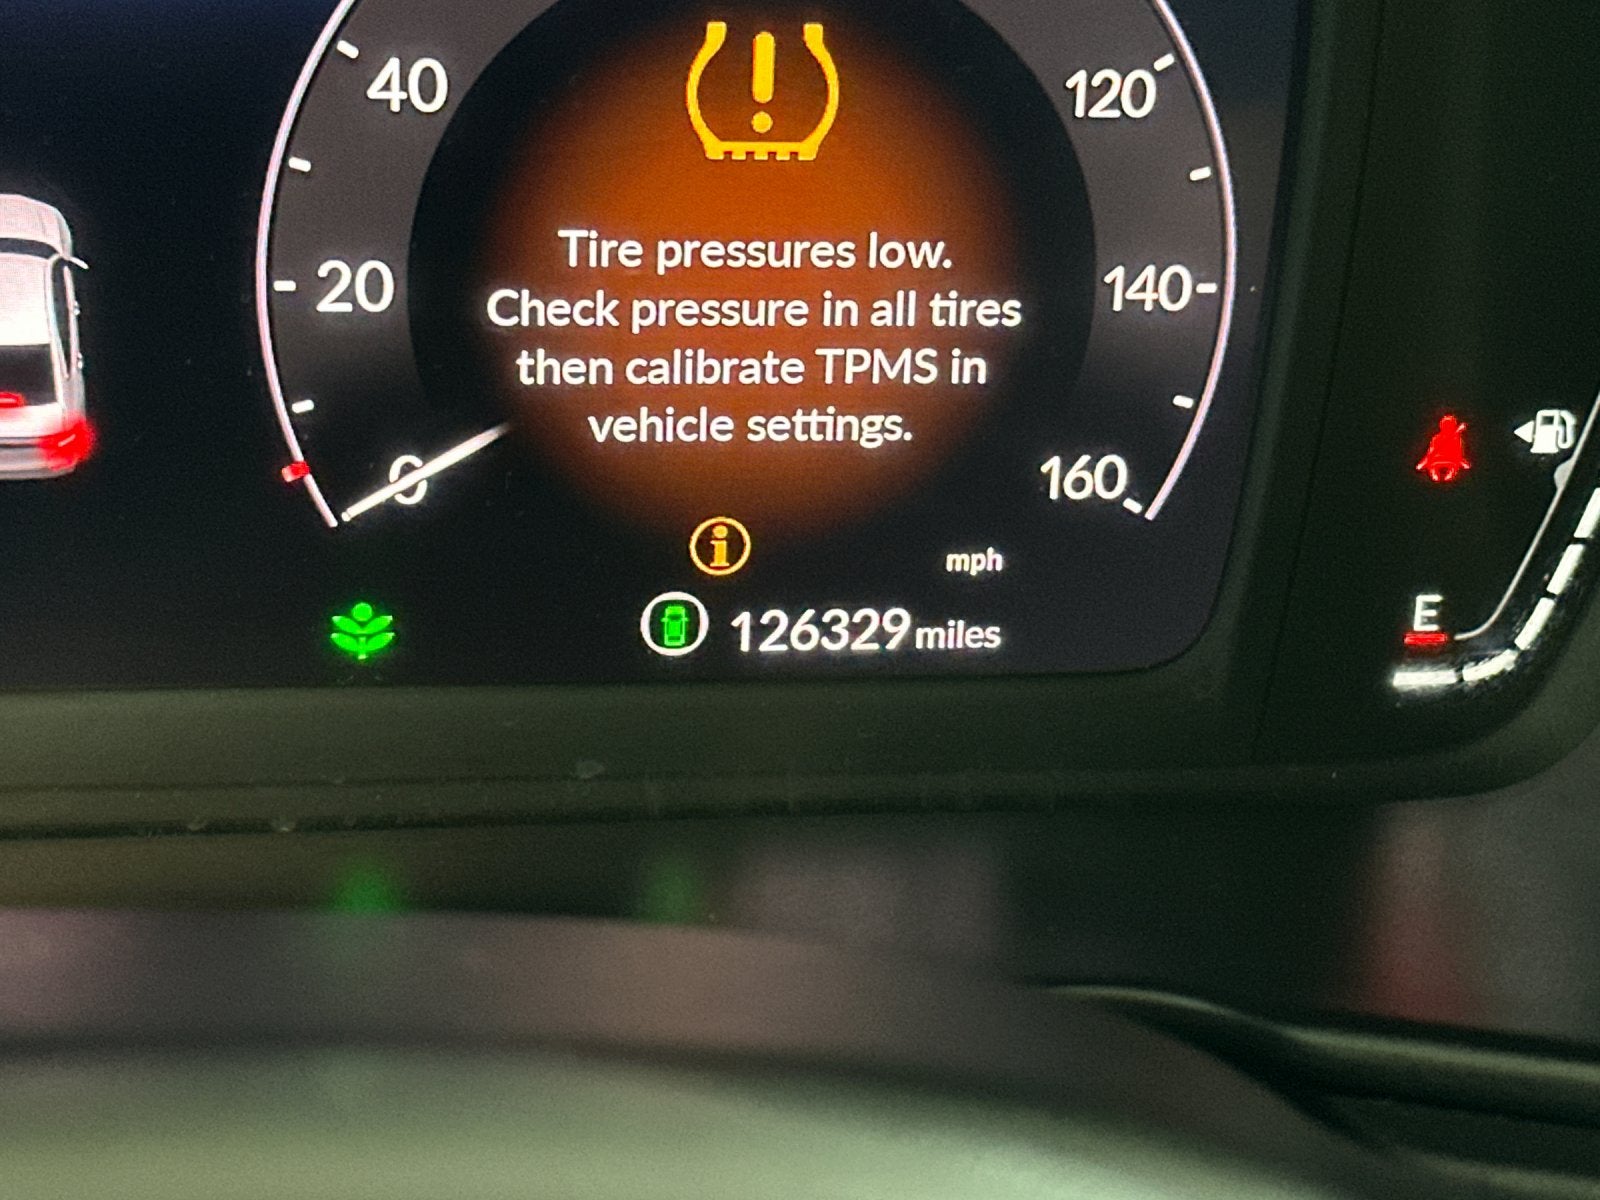 40
120
Tire pressures low.
20
Check pressure in all tires
140
then calibrate TPMS in
vehicle settings.
0
160
i
mph
126329 miles
E